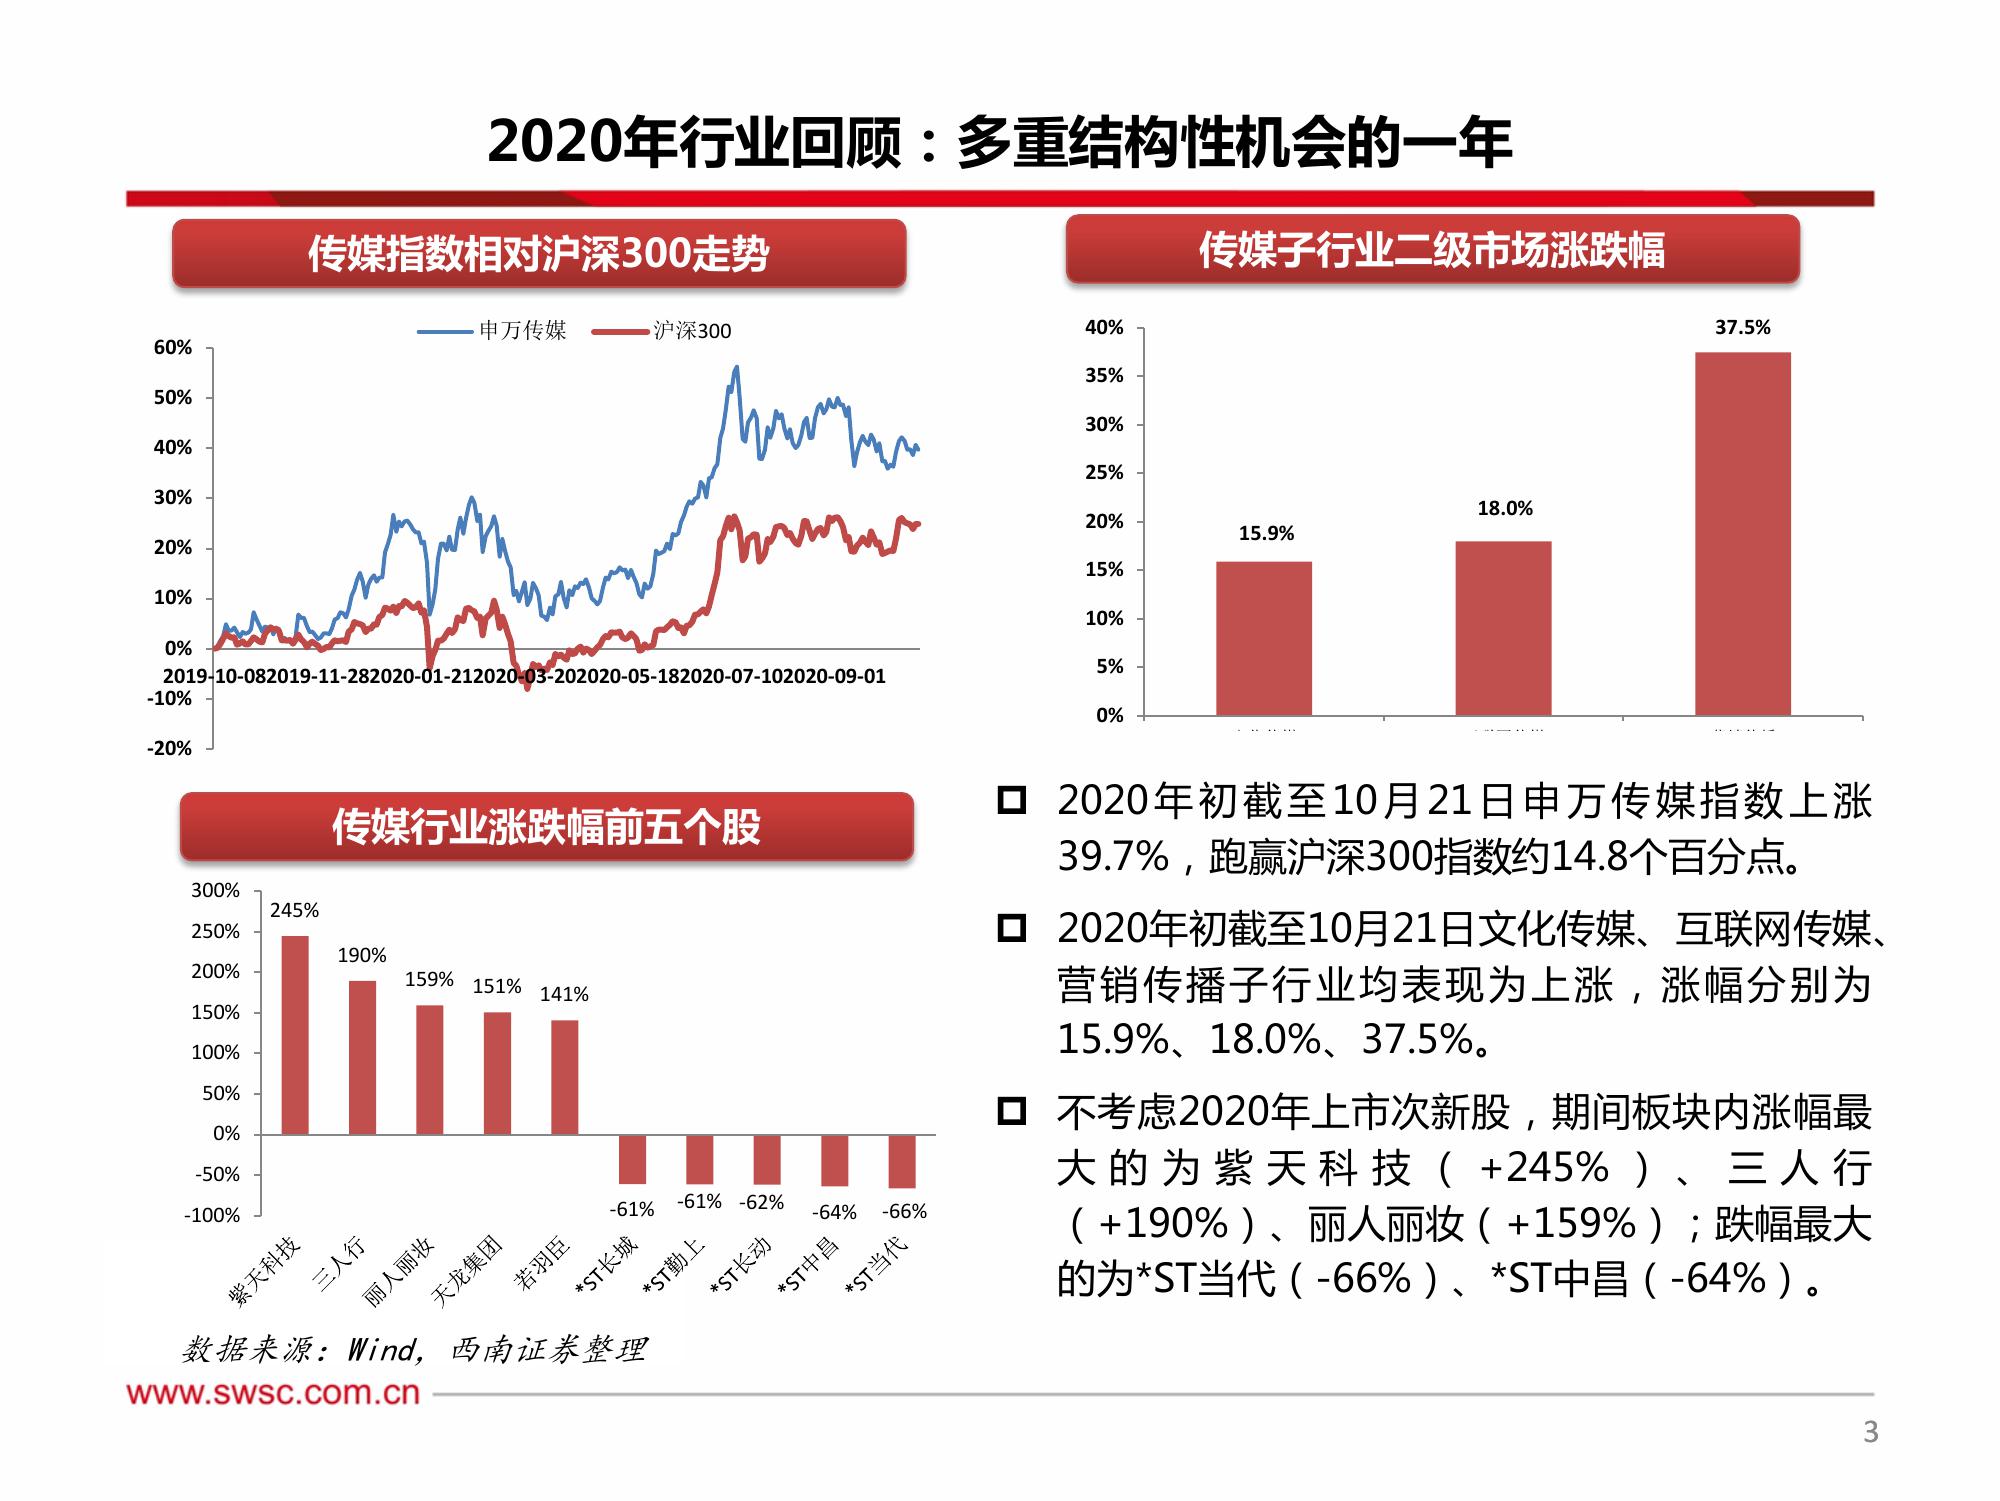 2020年行业回顾：多重结构性机会的一年
传媒指数相对沪深300走势
申万传媒 沪深300
60%
50%
40%
30%
20%
10%
0%
-10%
-20%
2019-10-08 2019-11-28 2020-01-21 2020-03-20 2020-05-18 2020-07-10 2020-09-01
传媒子行业二级市场涨跌幅
40%
35%
30%
25%
20%
15%
10%
5%
0%
15.9%
18.0%
37.5%
传媒行业涨跌幅前五个股
300%
250%
200%
150%
100%
50%
0%
-50%
-100%
245%
190%
159%
151%
141%
-61%
-61%
-62%
-64%
-66%
紫天科技
三人行
丽人丽妆
天龙集团
若羽臣
*ST长城
*ST勤上
*ST长动
*ST中昌
*ST当代
2020年初截至10月21日申万传媒指数上涨
39.7%，跑赢沪深300指数约14.8个百分点。
2020年初截至10月21日文化传媒、互联网传媒、
营销传播子行业均表现为上涨，涨幅分别为
15.9%、18.0%、37.5%。
不考虑2020年上市次新股，期间板块内涨幅最
大的为紫天科技（+245%）、三人行
（+190%）、丽人丽妆（+159%）；跌幅最大
的为*ST当代（-66%）、*ST中昌（-64%）。
数据来源：Wind，西南证券整理
www.swsc.com.cn
3